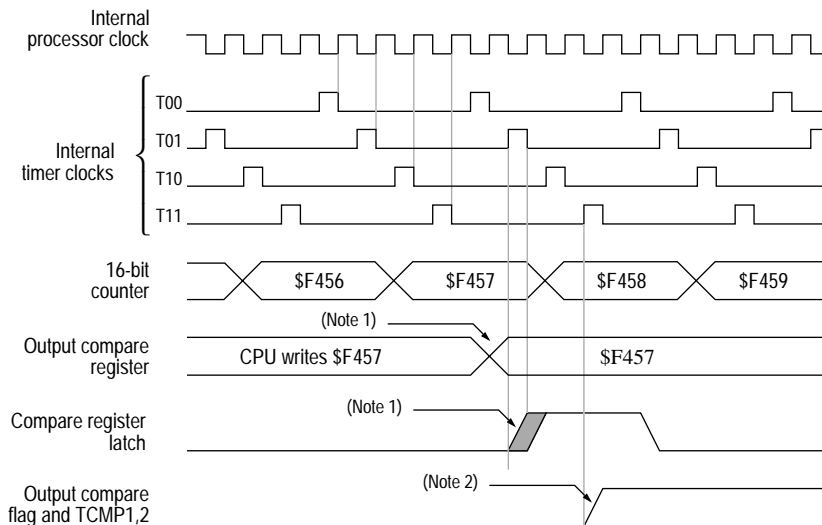 Internal
processor clock
T00
T01
Internal
timer clocks
T10
T11
16-bit
counter
$F456
$F457
$F458
$F459
(Note 1)
Output compare
register
CPU writes $F457
$F457
(Note 1)
Compare register
latch
(Note 2)
Output compare
flag and TCMP1,2